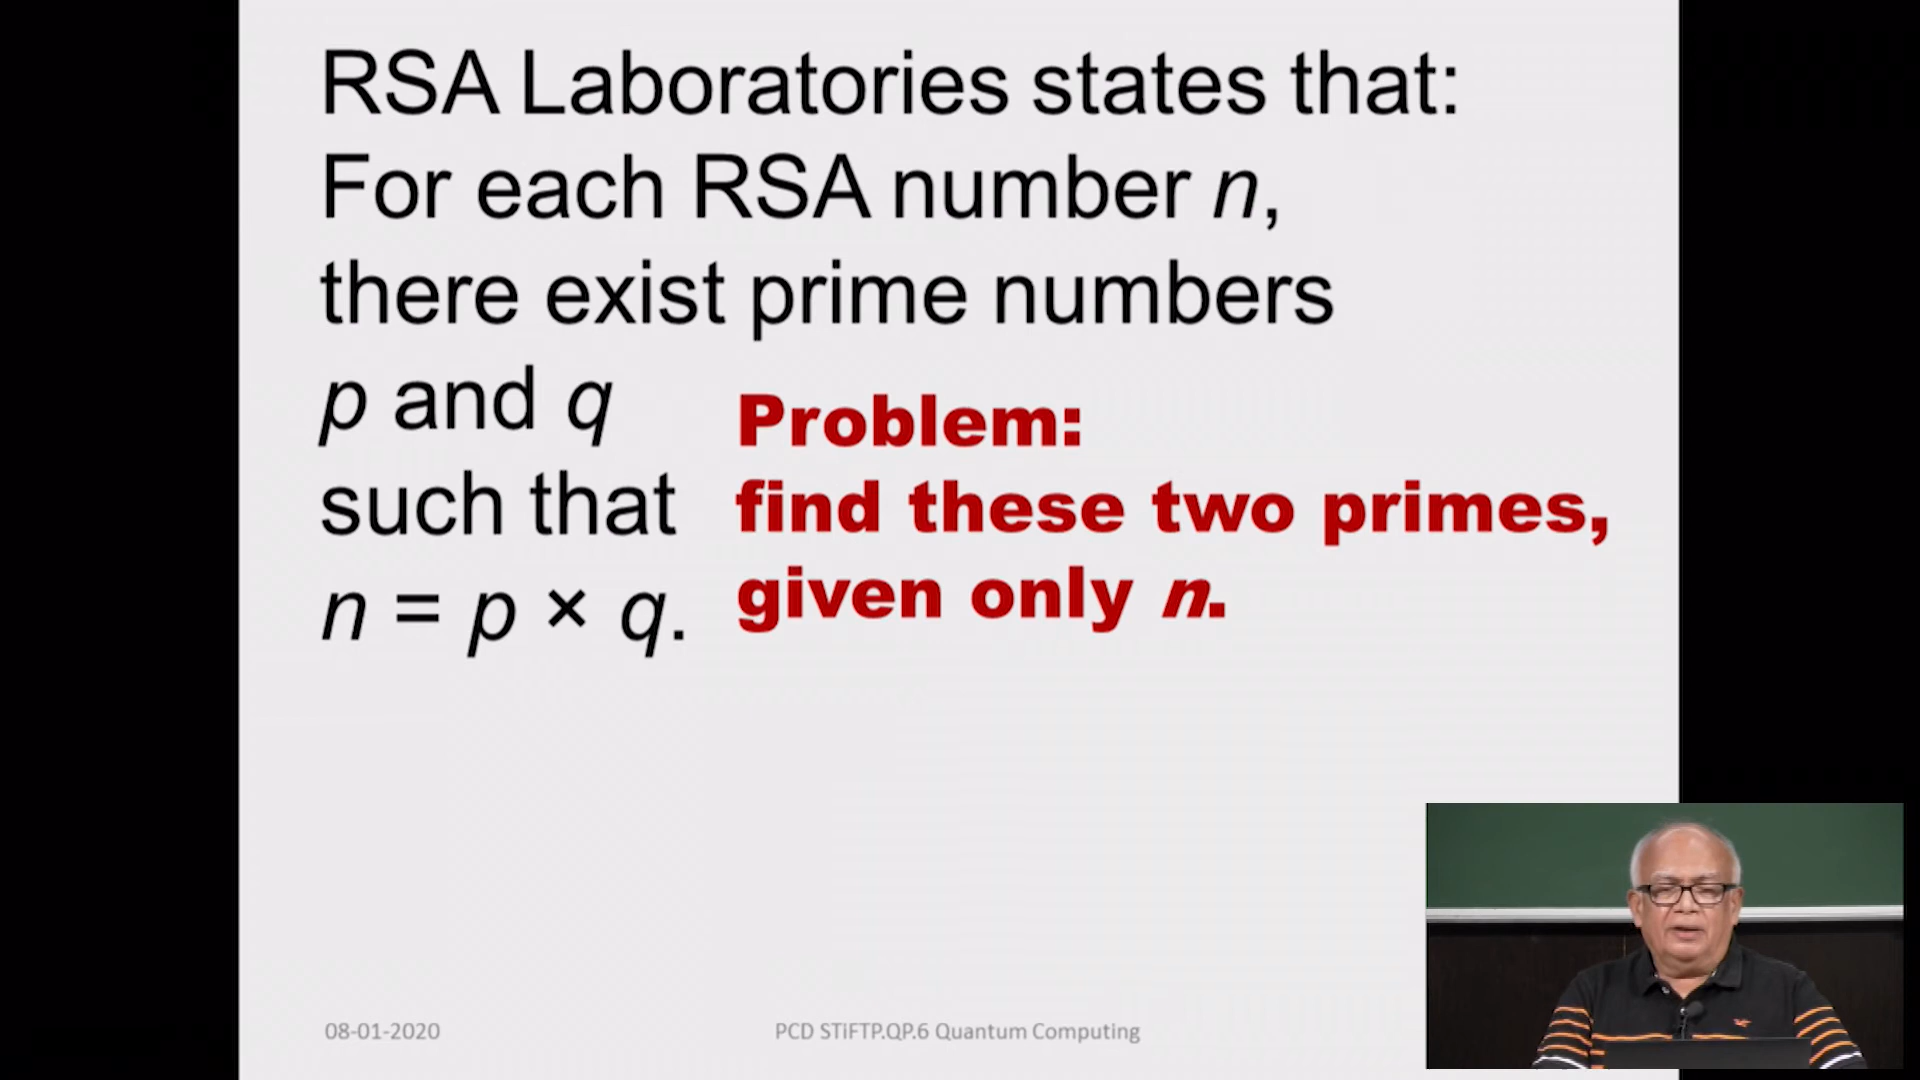 RSA Laboratories states that:
For each RSA number n,
there exist prime numbers
p and q
such that
n = p × q.
Problem:
find these two primes,
given only n.
08-01-2020
PCD STiFTP.QP.6 Quantum Computing